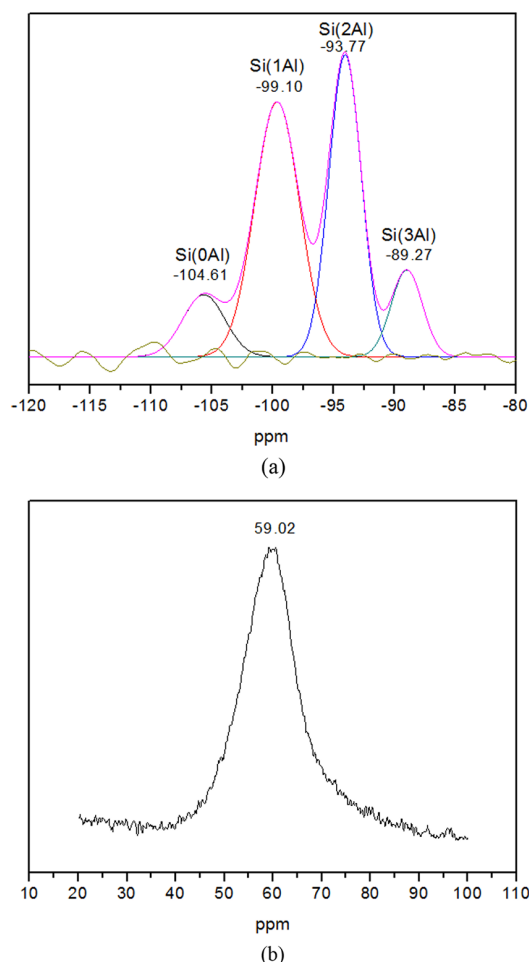 Si(2Al)
-93.77
Si(1Al)
-99.10
Si(3Al)
-89.27
Si(0Al)
-104.61
-120 -115 -110 -105 -100 -95 -90 -85 -80
ppm
(a)
59.02
10 20 30 40 50 60 70 80 90 100 110
ppm
(b)